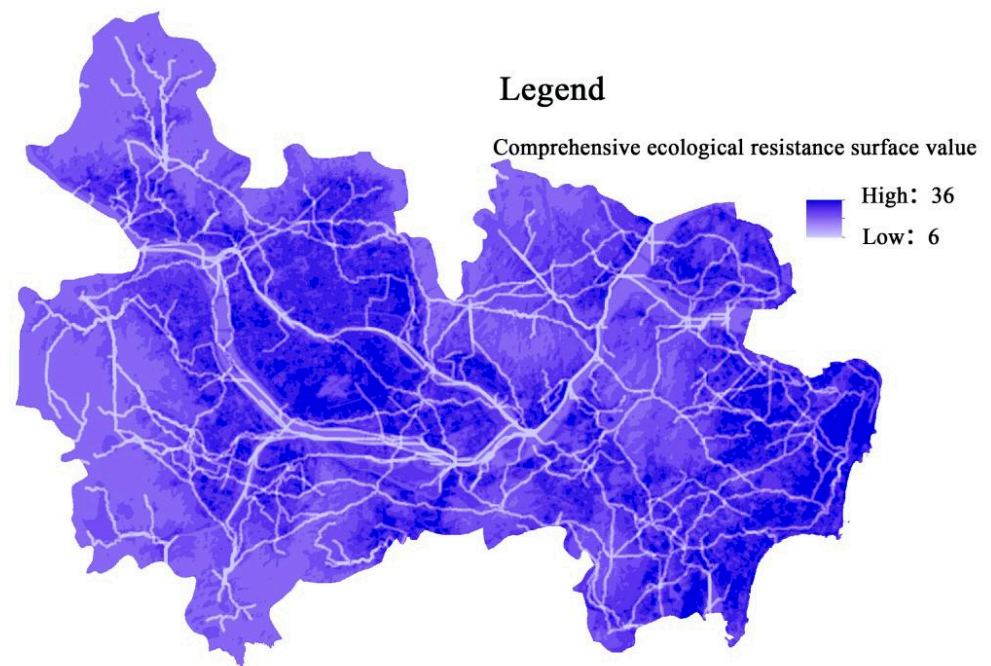 Legend
Comprehensive ecological resistance surface value
High：36
Low：6